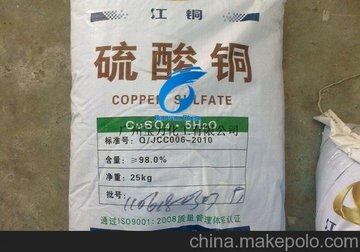 江铜
硫酸铜
COPPER SULFATE
CuSO₄·5H₂O
广州宝万化工有限公司
标准号: Q/JCC006-2010
含量: ≥98.0%
净重: 25kg
批号:
通过ISO9001:2008质量管理体系认证
china.makepolo.com